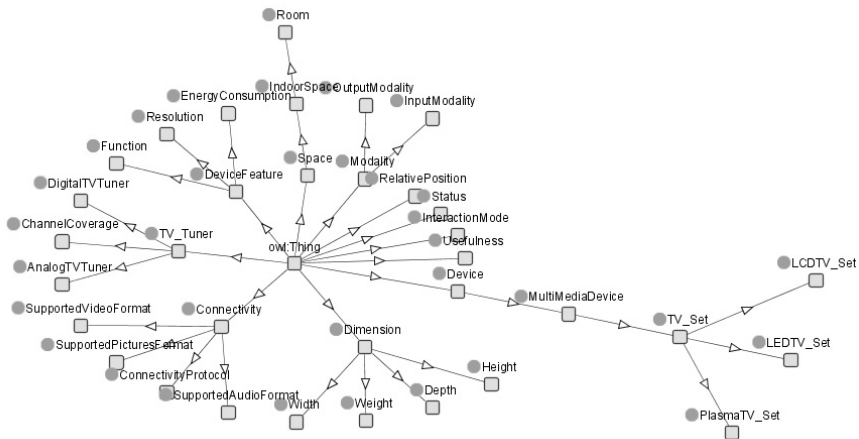 Room
IndoorSpace
OutputModality
EnergyConsumption
InputModality
Resolution
Function
Space
Modality
DeviceFeature
RelativePosition
DigitalTVTuner
Status
ChannelCoverage
InteractionMode
TV_Tuner
Usefulness
owl:Thing
AnalogTVTuner
Device
LCDTV_Set
SupportedVideoFormat
Connectivity
MultiMediaDevice
Dimension
TV_Set
SupportedPicturesFormat
LEDTV_Set
ConnectivityProtocol
Height
SupportedAudioFormat
Width
Weight
Depth
PlasmaTV_Set